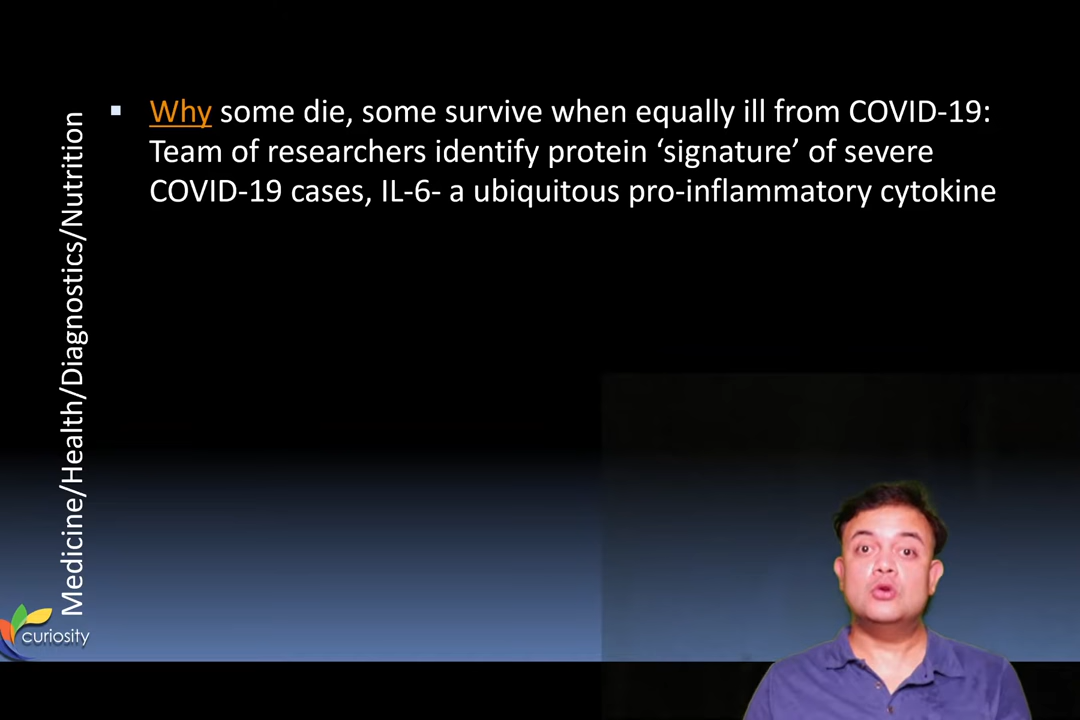 Why some die, some survive when equally ill from COVID-19:
Team of researchers identify protein ‘signature’ of severe
COVID-19 cases, IL-6- a ubiquitous pro-inflammatory cytokine
Medicine/Health/Diagnostics/Nutrition
curiosity